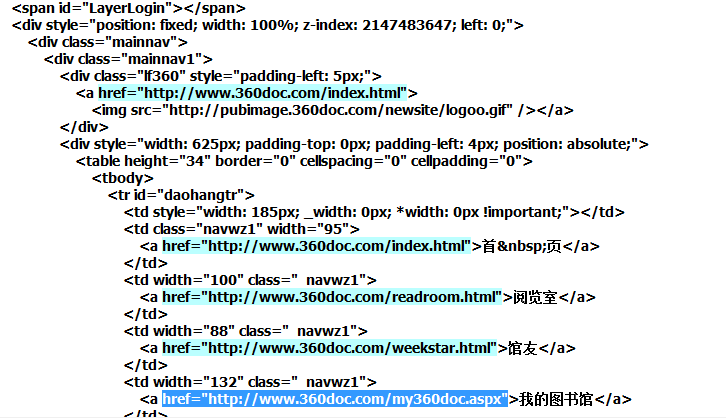 <span id="LayerLogin"></span>
<div style="position: fixed; width: 100%; z-index: 2147483647; left: 0;">
<div class="mainnav">
<div class="mainnav1">
<div class="lf360" style="padding-left: 5px;">
<a href="http://www.360doc.com/index.html">
<img src="http://pubimage.360doc.com/newsite/logoo.gif" /></a>
</div>
<div style="width: 625px; padding-top: 0px; padding-left: 4px; position: absolute;">
<table height="34" border="0" cellspacing="0" cellpadding="0">
<tbody>
<tr id="daohangtr">
<td style="width: 185px; _width: 0px; *width: 0px !important;"></td>
<td class="navwz1" width="95">
<a href="http://www.360doc.com/index.html">首&nbsp;页</a>
</td>
<td width="100" class="  navwz1">
<a href="http://www.360doc.com/readroom.html">阅览室</a>
</td>
<td width="88" class="  navwz1">
<a href="http://www.360doc.com/weekstar.html">馆友</a>
</td>
<td width="132" class="  navwz1">
<a href="http://www.360doc.com/my360doc.aspx">我的图书馆</a>
</td>